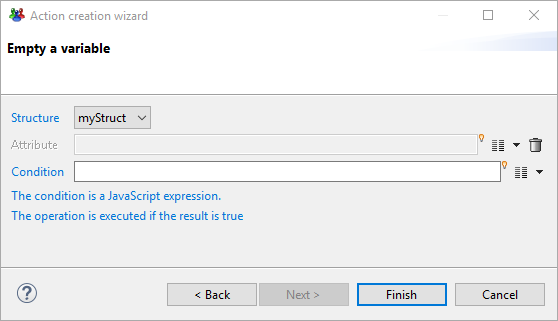 Action creation wizard
Empty a variable
Structure myStruct
Attribute
Condition
The condition is a JavaScript expression.
The operation is executed if the result is true
? < Back Next > Finish Cancel